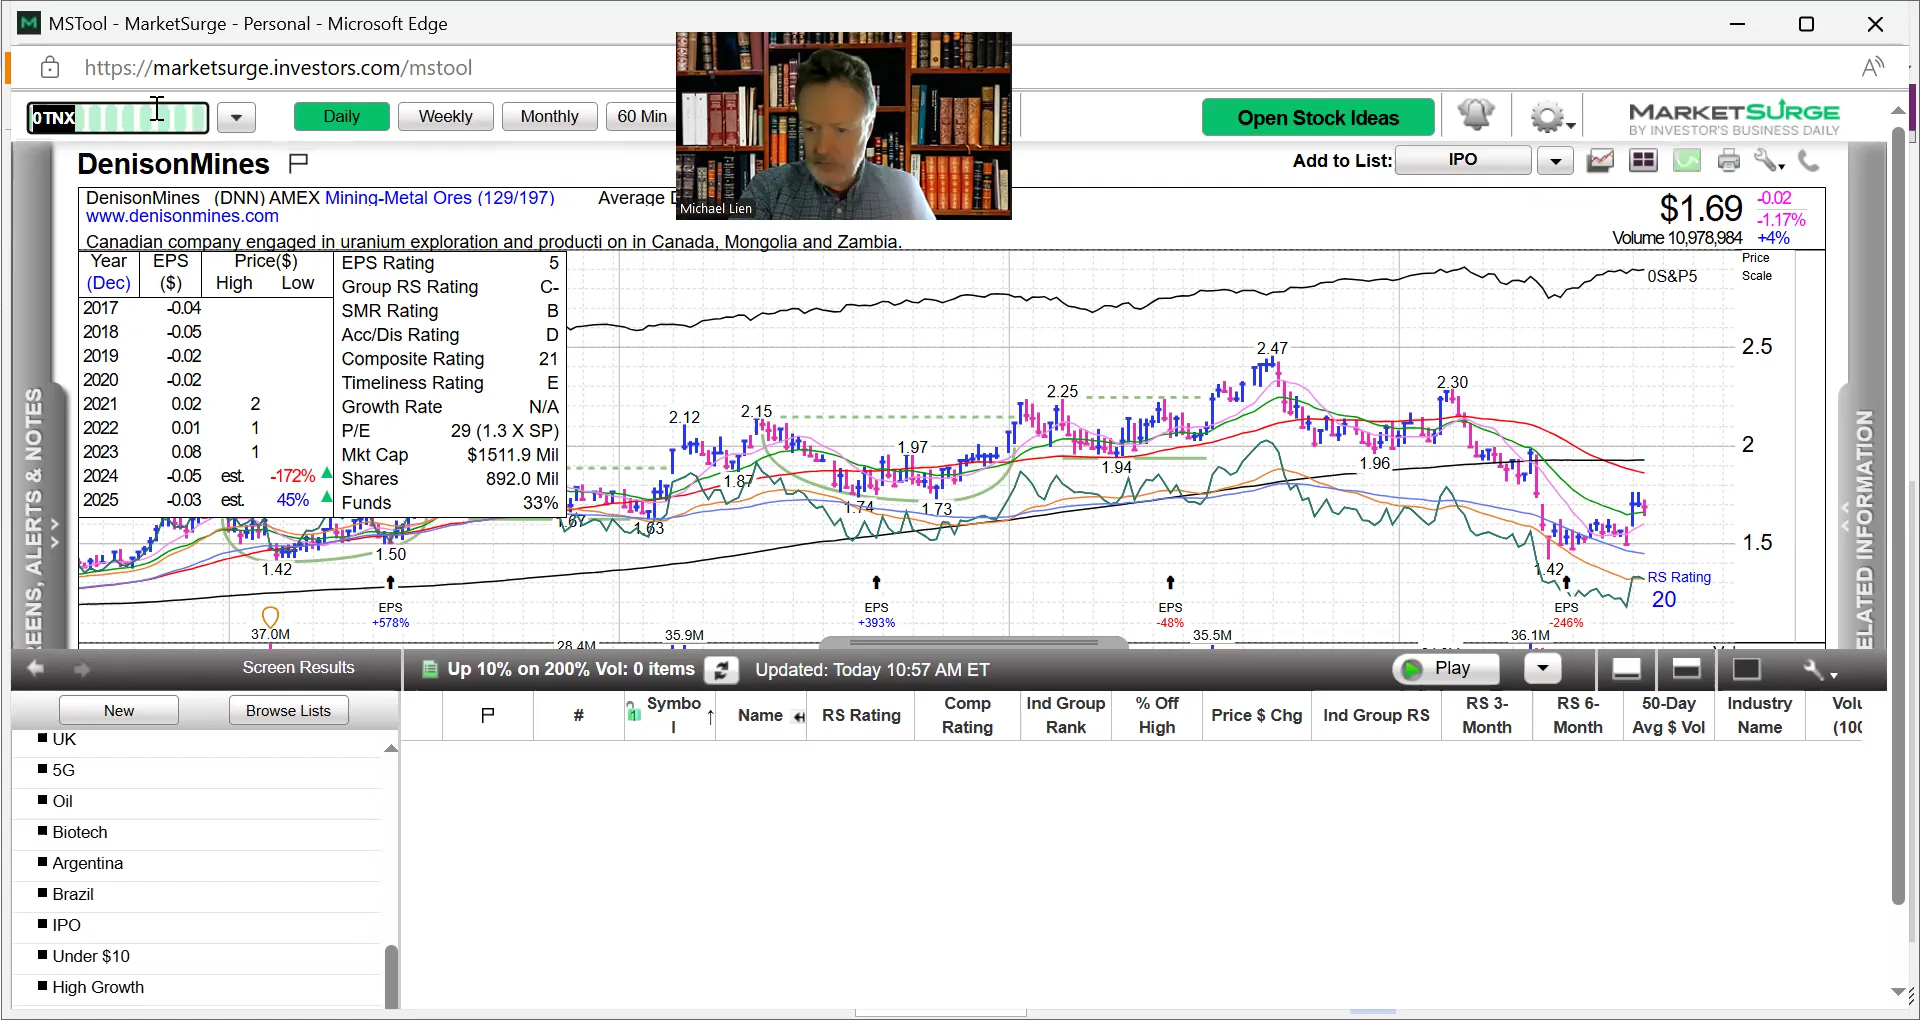 MSTool - MarketSurge - Personal - Microsoft Edge
https://marketsurge.investors.com/mstool
0TNX
Daily
Weekly
Monthly
60 Min
Michael Lien
Open Stock Ideas
MARKETSURGE
BY INVESTOR'S BUSINESS DAILY
DenisonMines
Add to List:
IPO
DenisonMines (DNN) AMEX Mining-Metal Ores (129/197) Average D
www.denisonmines.com
Canadian company engaged in uranium exploration and producti on in Canada, Mongolia and Zambia.
$1.69 -0.02
-1.17%
Volume 10,978,984 +4%
Year EPS Price($)
(Dec) ($) High Low
2017 -0.04
2018 -0.05
2019 -0.02
2020 -0.02
2021 0.02 2
2022 0.01 1
2023 0.08 1
2024 -0.05 est. -172%
2025 -0.03 est. 45%
EPS Rating 5
Group RS Rating C-
SMR Rating B
Acc/Dis Rating D
Composite Rating 21
Timeliness Rating E
Growth Rate N/A
P/E 29 (1.3 X SP)
Mkt Cap $1511.9 Mil
Shares 892.0 Mil
Funds 33%
Price
Scale
0S&P5
2.5
2
1.5
2.47
2.30
2.25
2.12
2.15
1.97
1.94
1.96
1.87
1.74
1.73
1.67
1.63
1.50
1.42
1.42
RS Rating
20
EPS
+578%
EPS
+393%
EPS
-48%
EPS
-246%
37.0M
28.4M
35.9M
35.5M
36.1M
SCREENS, ALERTS & NOTES
RELATED INFORMATION
Screen Results
Up 10% on 200% Vol: 0 items
Updated: Today 10:57 AM ET
Play
New
Browse Lists
#
Symbo
l
Name
RS Rating
Comp
Rating
Ind Group
Rank
% Off
High
Price $ Chg
Ind Group RS
RS 3-
Month
RS 6-
Month
50-Day
Avg $ Vol
Industry
Name
Volu
(100
UK
5G
Oil
Biotech
Argentina
Brazil
IPO
Under $10
High Growth